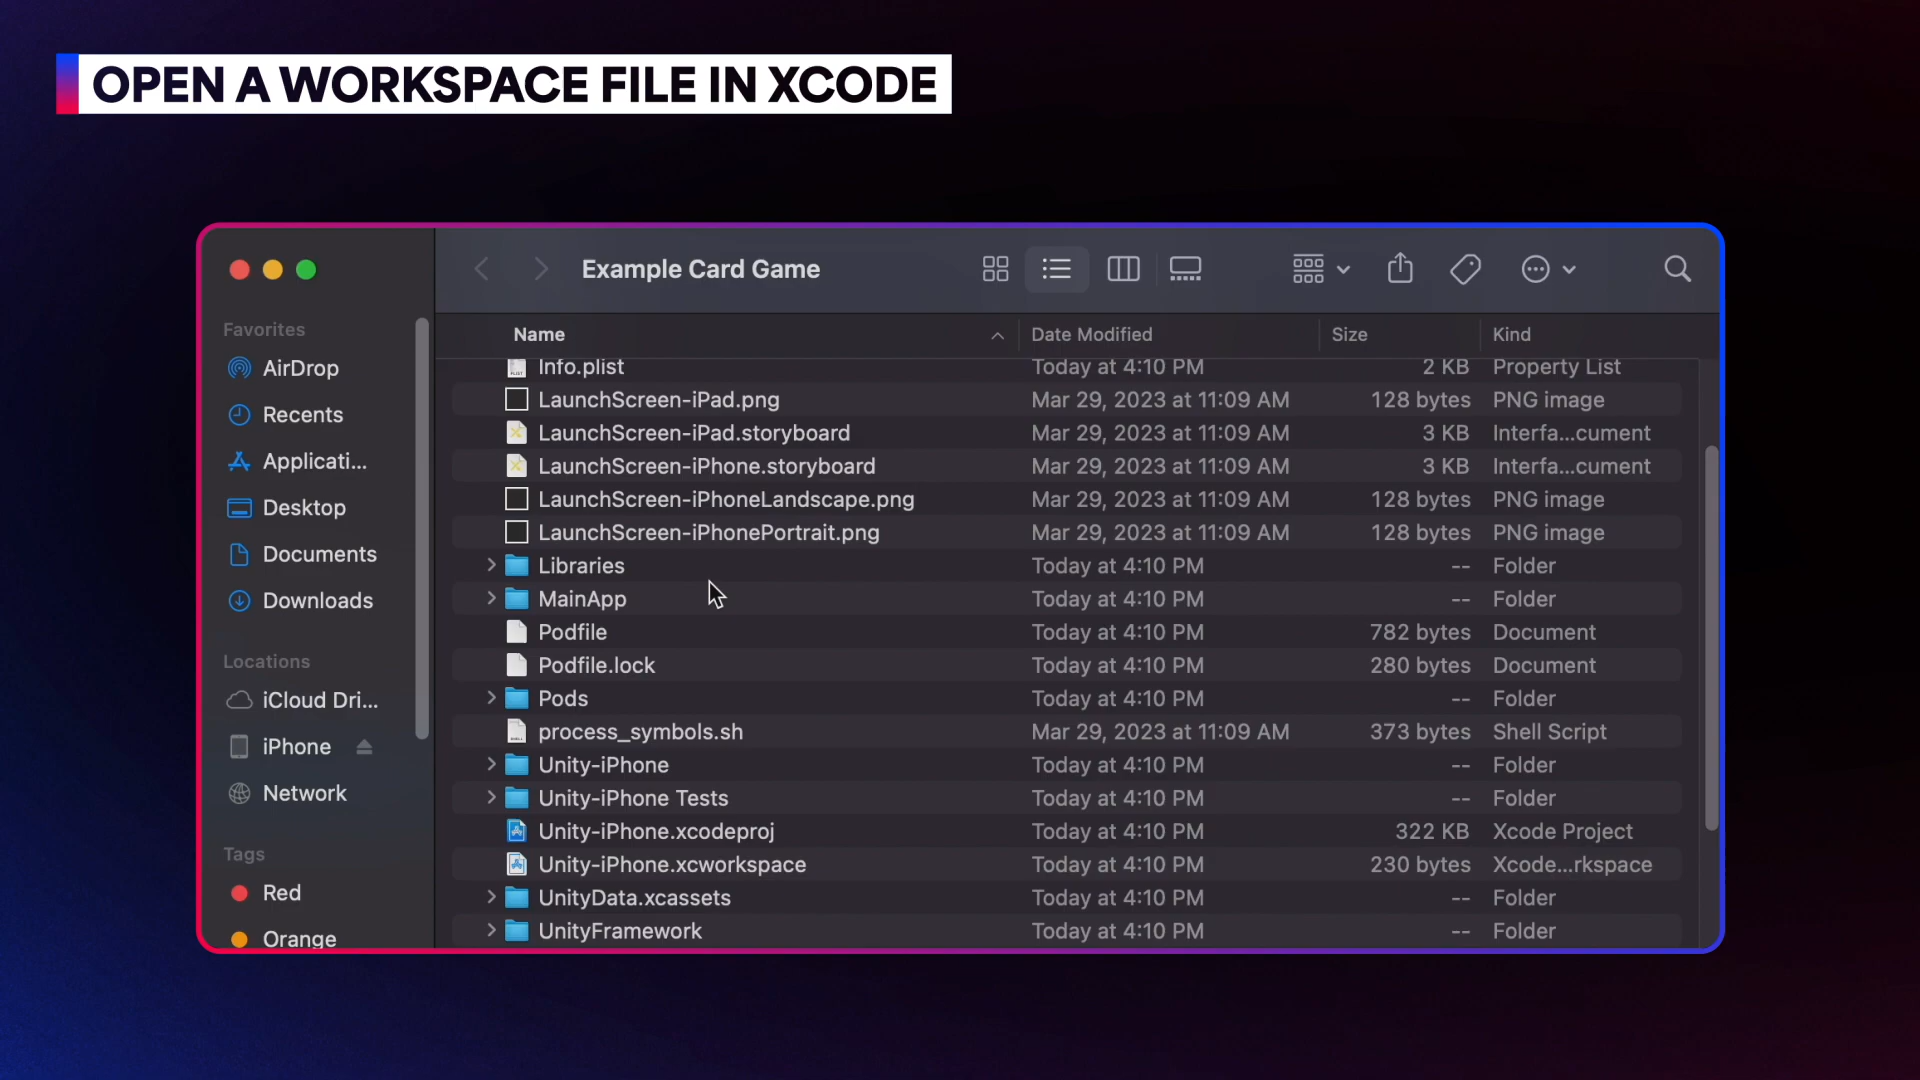 OPEN A WORKSPACE FILE IN XCODE
Example Card Game
Favorites
AirDrop
Recents
Applicati...
Desktop
Documents
Downloads
Locations
iCloud Dri...
iPhone
Network
Tags
Red
Orange
Name Date Modified Size Kind
Info.plist Today at 4:10 PM 2 KB Property List
LaunchScreen-iPad.png Mar 29, 2023 at 11:09 AM 128 bytes PNG image
LaunchScreen-iPad.storyboard Mar 29, 2023 at 11:09 AM 3 KB Interfa...cument
LaunchScreen-iPhone.storyboard Mar 29, 2023 at 11:09 AM 3 KB Interfa...cument
LaunchScreen-iPhoneLandscape.png Mar 29, 2023 at 11:09 AM 128 bytes PNG image
LaunchScreen-iPhonePortrait.png Mar 29, 2023 at 11:09 AM 128 bytes PNG image
Libraries Today at 4:10 PM -- Folder
MainApp Today at 4:10 PM -- Folder
Podfile Today at 4:10 PM 782 bytes Document
Podfile.lock Today at 4:10 PM 280 bytes Document
Pods Today at 4:10 PM -- Folder
process_symbols.sh Mar 29, 2023 at 11:09 AM 373 bytes Shell Script
Unity-iPhone Today at 4:10 PM -- Folder
Unity-iPhone Tests Today at 4:10 PM -- Folder
Unity-iPhone.xcodeproj Today at 4:10 PM 322 KB Xcode Project
Unity-iPhone.xcworkspace Today at 4:10 PM 230 bytes Xcode...rkspace
UnityData.xcassets Today at 4:10 PM -- Folder
UnityFramework Today at 4:10 PM -- Folder